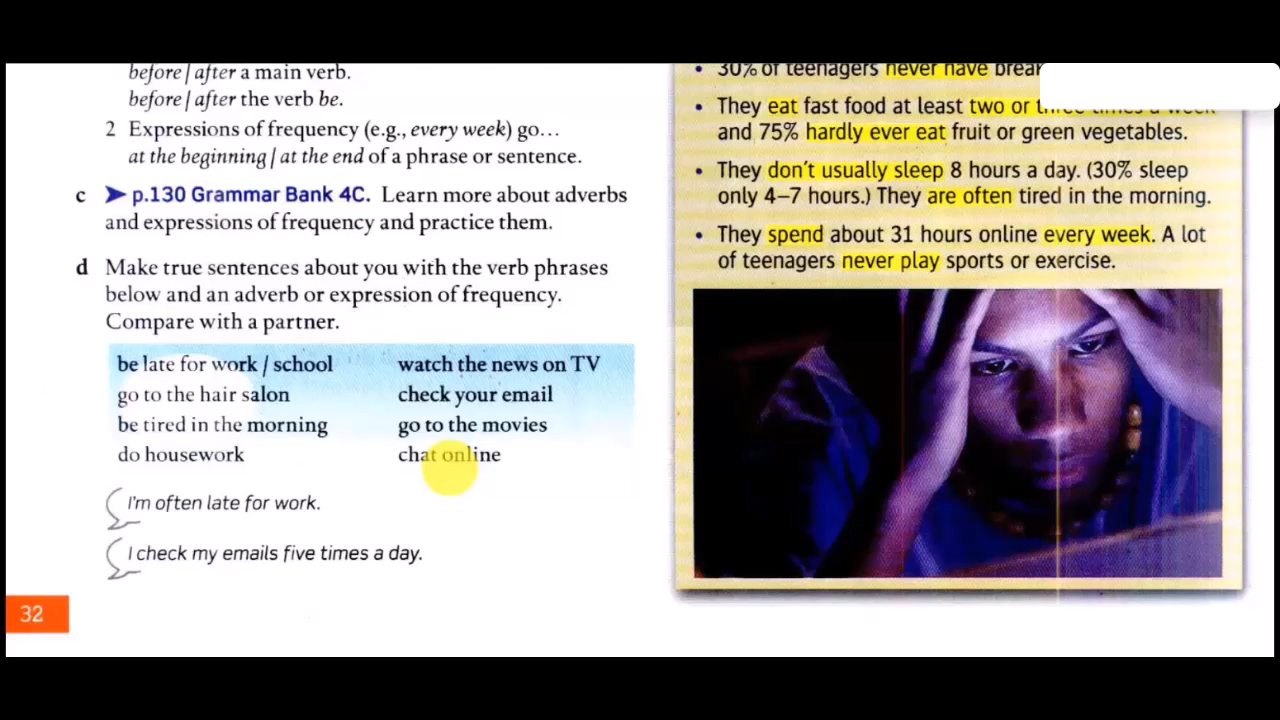 before | after a main verb.
before | after the verb be.
2 Expressions of frequency (e.g., every week) go…
at the beginning | at the end of a phrase or sentence.
c ➤ p.130 Grammar Bank 4C. Learn more about adverbs
and expressions of frequency and practice them.
d Make true sentences about you with the verb phrases
below and an adverb or expression of frequency.
Compare with a partner.
be late for work / school
go to the hair salon
be tired in the morning
do housework
watch the news on TV
check your email
go to the movies
chat online
I'm often late for work.
I check my emails five times a day.
32
• 30% of teenagers never have
• They eat fast food at least two or three times a week
and 75% hardly ever eat fruit or green vegetables.
• They don't usually sleep 8 hours a day. (30% sleep
only 4–7 hours.) They are often tired in the morning.
• They spend about 31 hours online every week. A lot
of teenagers never play sports or exercise.